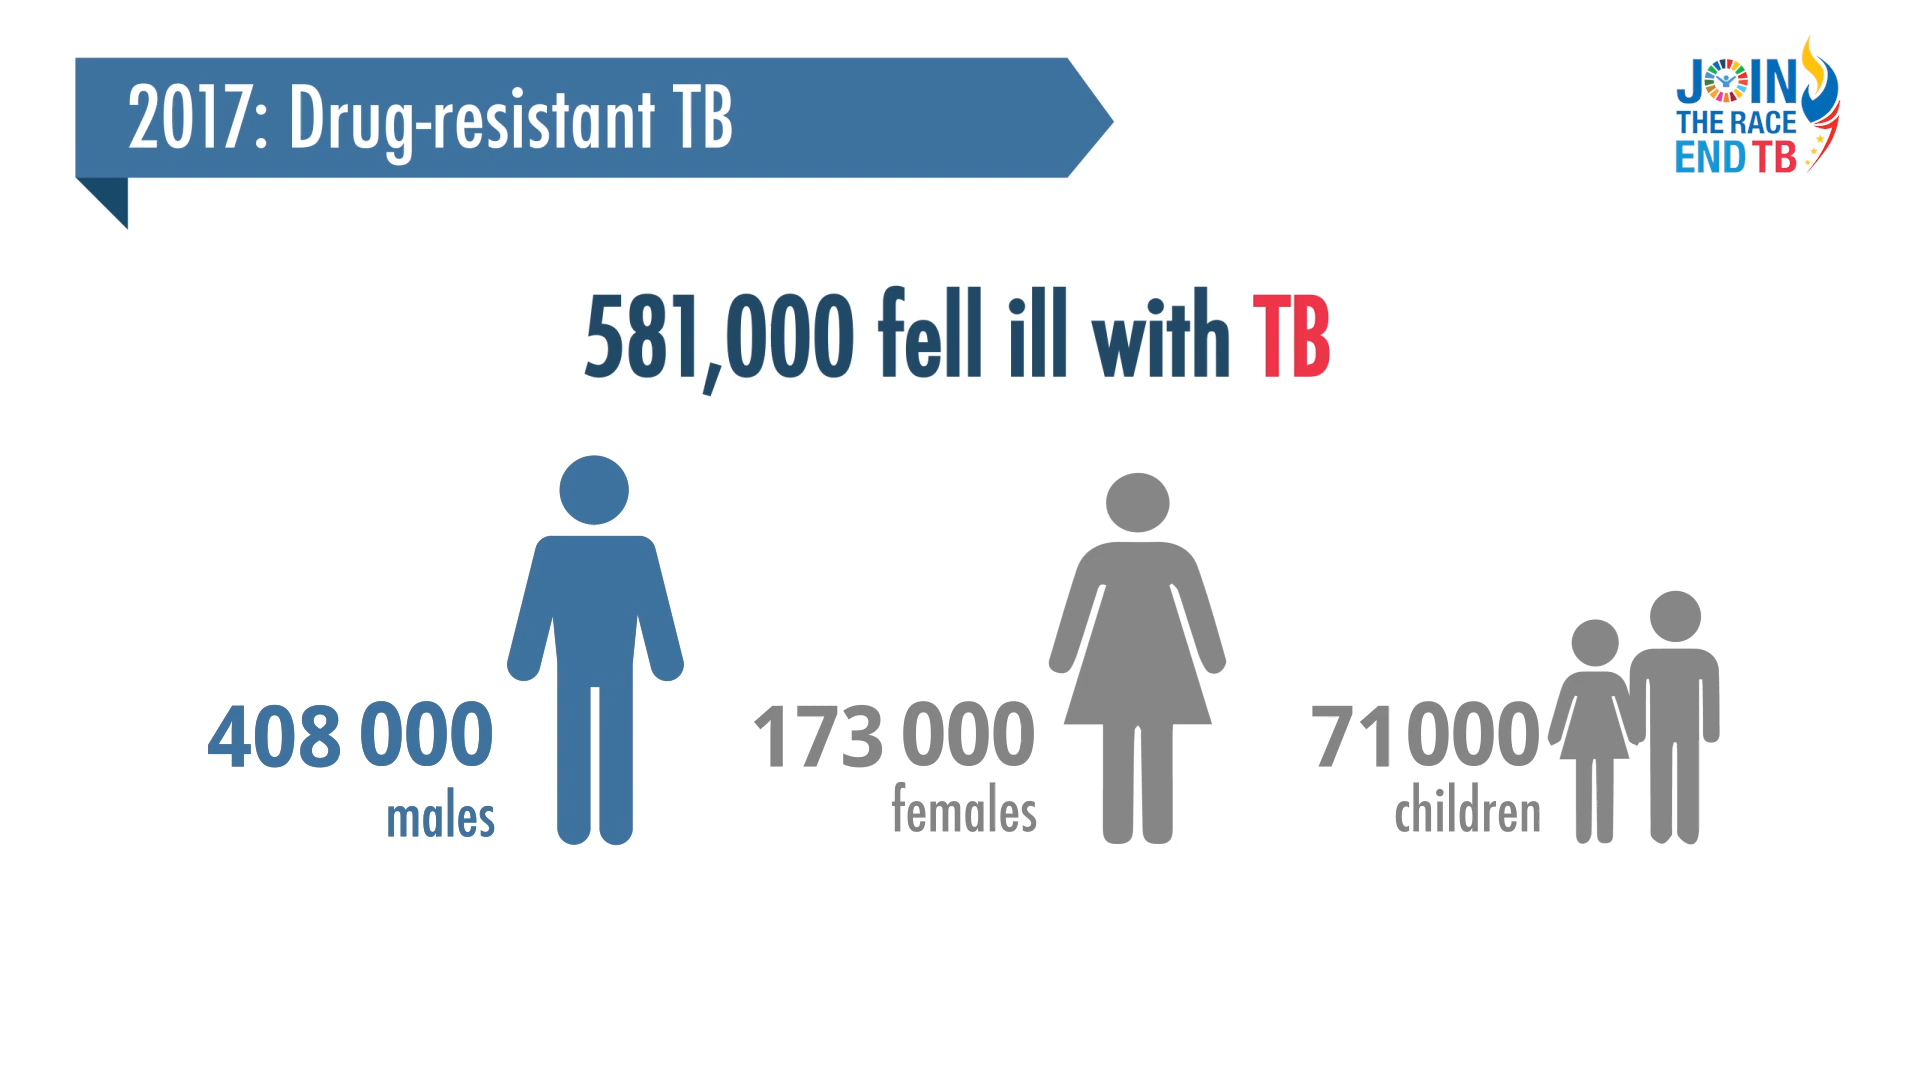 2017: Drug-resistant TB
JOIN
THE RACE
END TB
581,000 fell ill with TB
408 000
males
173 000
females
71 000
children